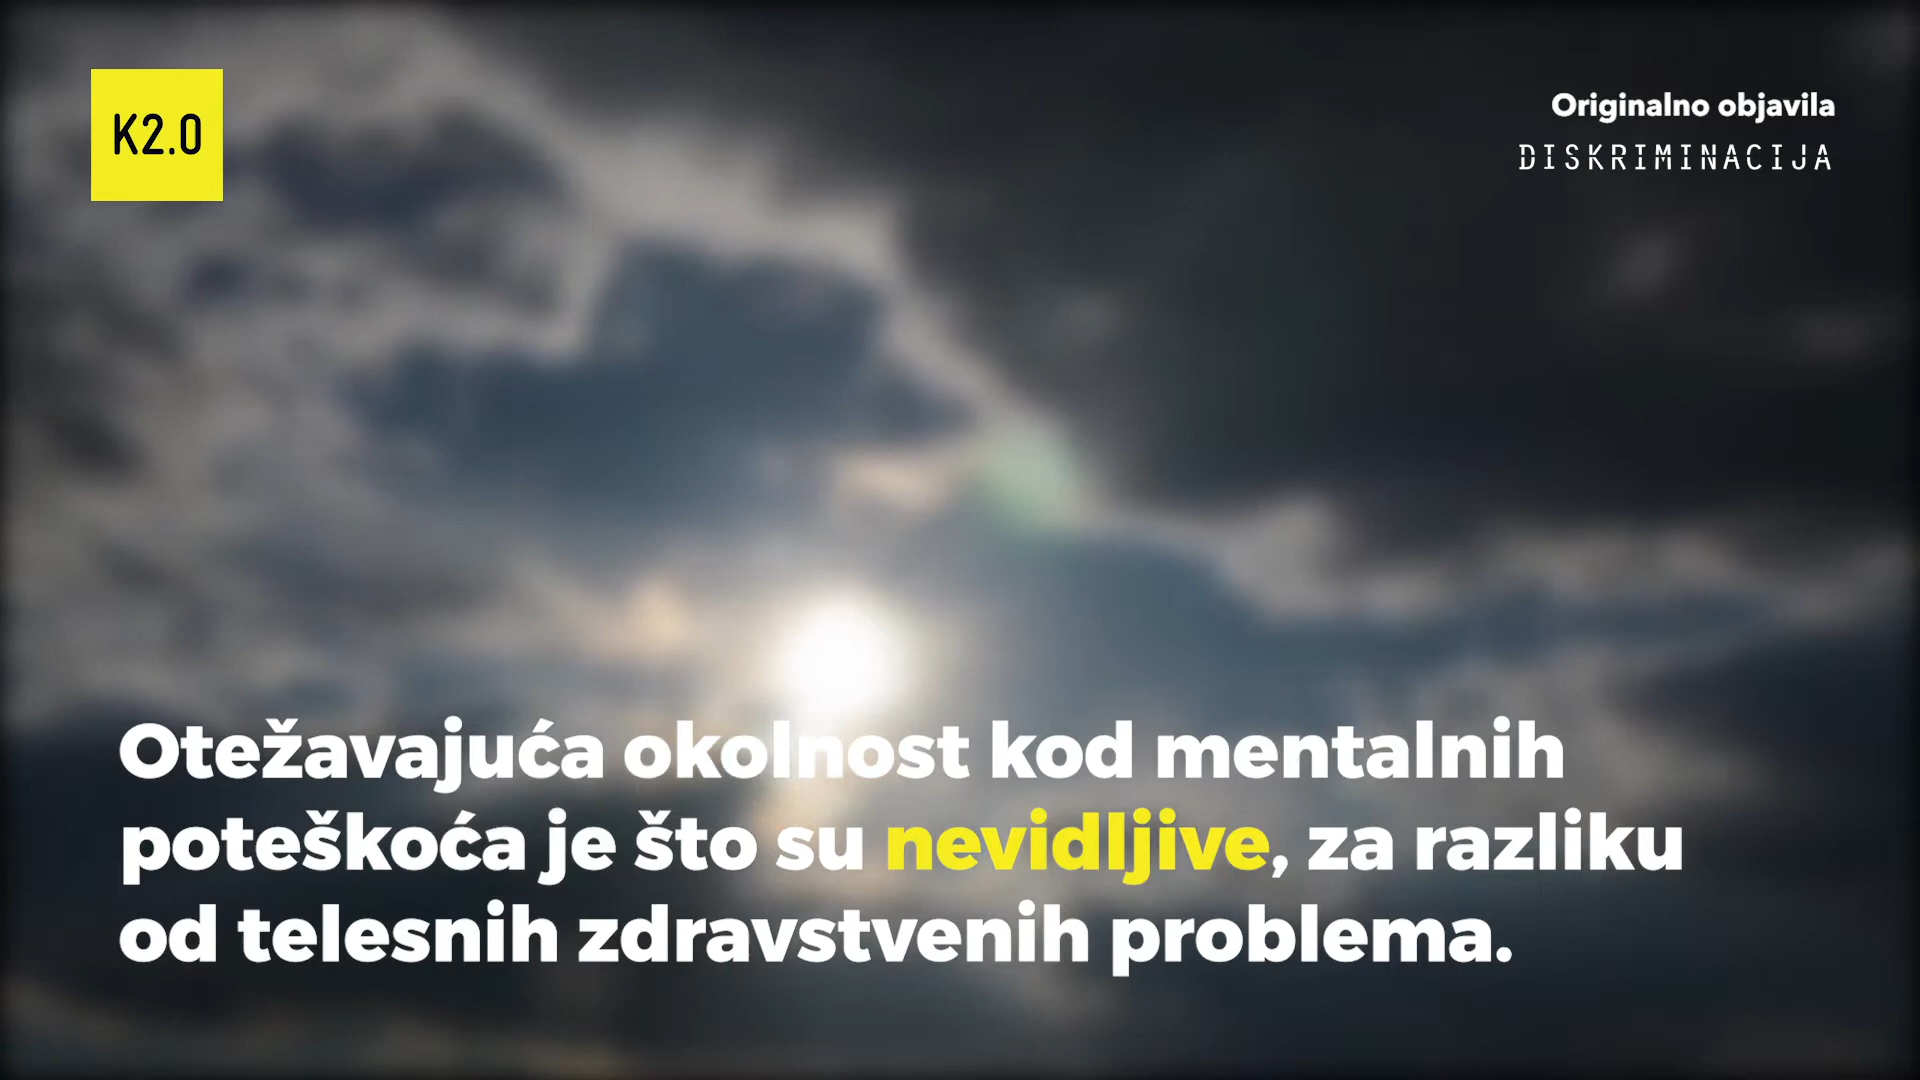 K2.0
Originalno objavila
DISKRIMINACIJA
Otežavajuća okolnost kod mentalnih
poteškoća je što su nevidljive, za razliku
od telesnih zdravstvenih problema.